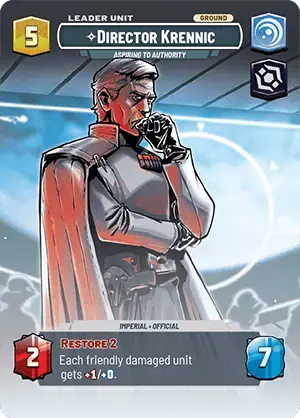 LEADER UNIT
GROUND
5
DIRECTOR KRENNIC
ASPIRING TO AUTHORITY
IMPERIAL • OFFICIAL
2
RESTORE 2
Each friendly damaged unit
gets +1/+0.
7